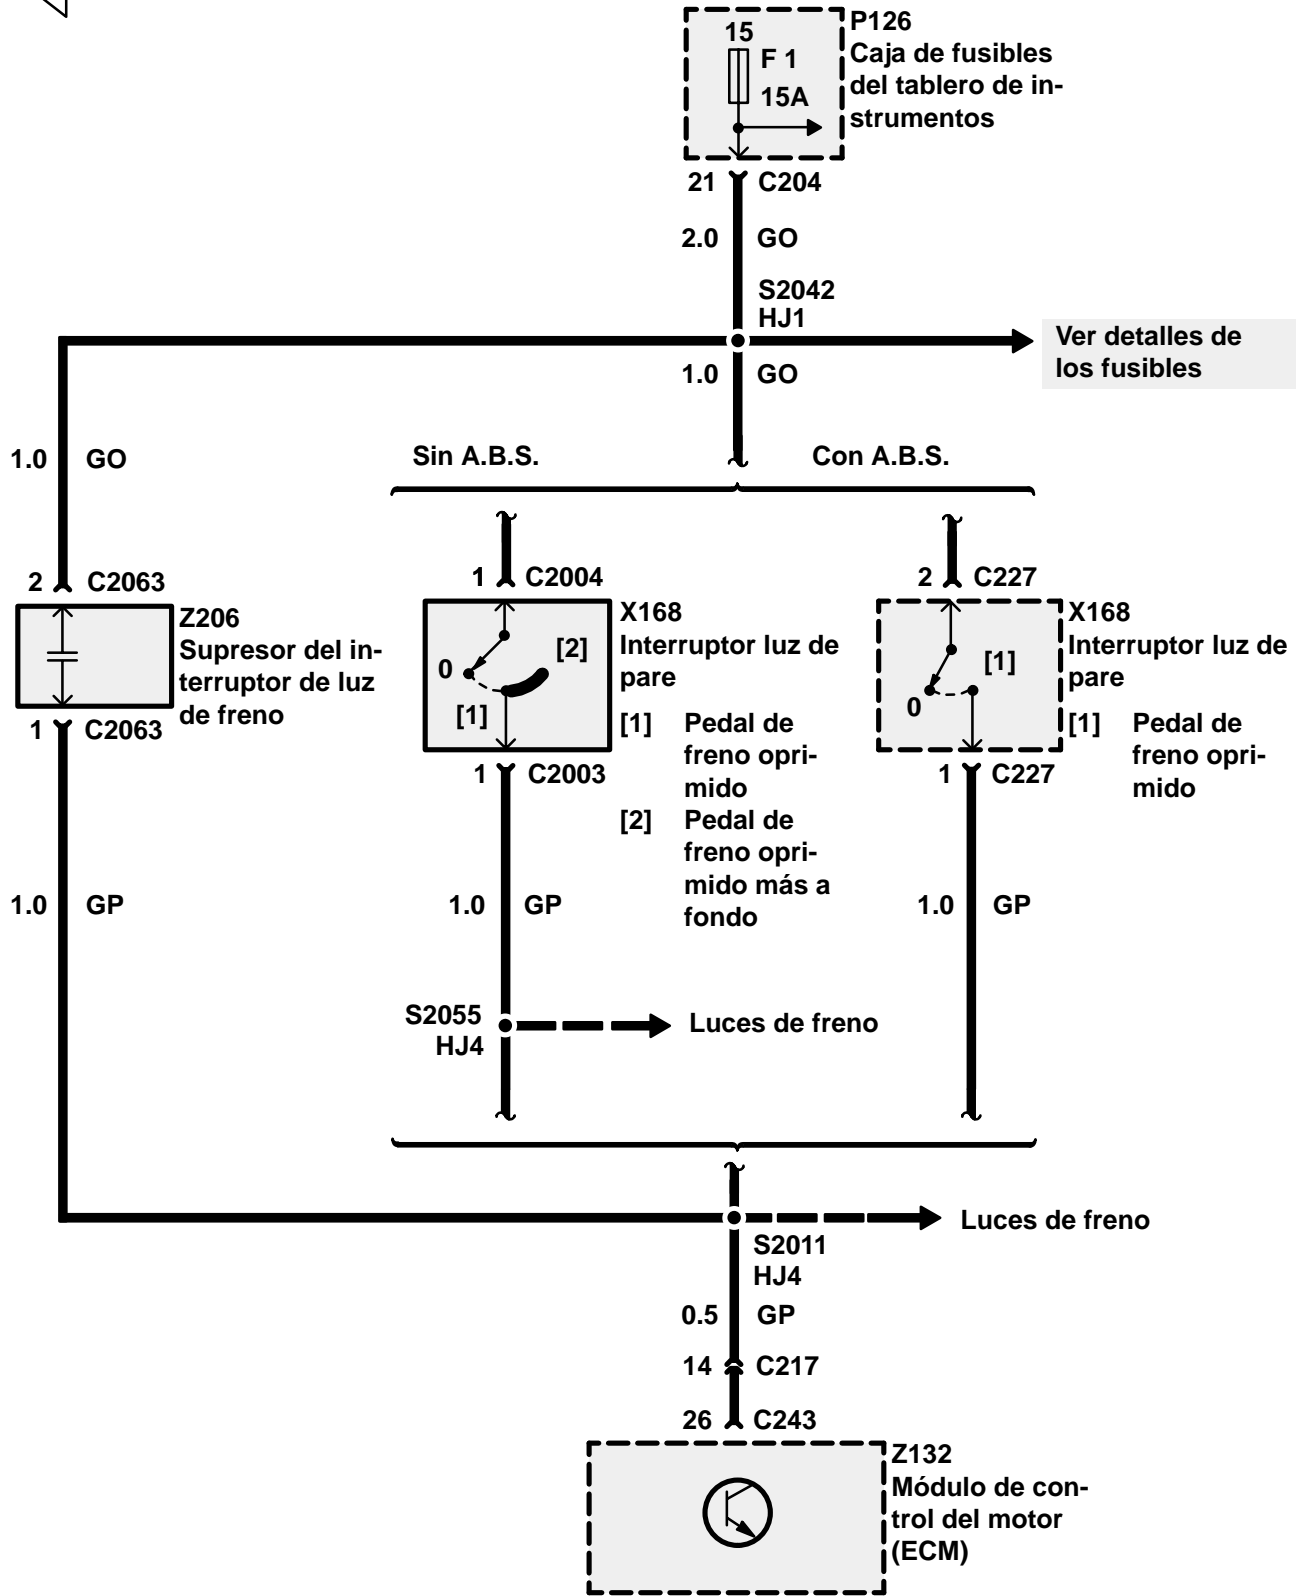 P126
15
Caja de fusibles
F 1
del tablero de in-
15A
strumentos
21 C204
2.0 GO
S2042
HJ1
Ver detalles de
los fusibles
1.0 GO
1.0 GO
Sin A.B.S.
Con A.B.S.
2 C2063
1 C2004
2 C227
Z206
Supresor del in-
terruptor de luz
de freno
1 C2063
0
[2]
[1]
X168
Interruptor luz de
pare
[1] Pedal de
freno opri-
mido
[2] Pedal de
freno opri-
mido más a
fondo
[1]
0
X168
Interruptor luz de
pare
[1] Pedal de
freno opri-
mido
1 C2003
1 C227
1.0 GP
1.0 GP
1.0 GP
S2055
HJ4
Luces de freno
Luces de freno
S2011
HJ4
0.5 GP
14 C217
26 C243
Z132
Módulo de con-
trol del motor
(ECM)